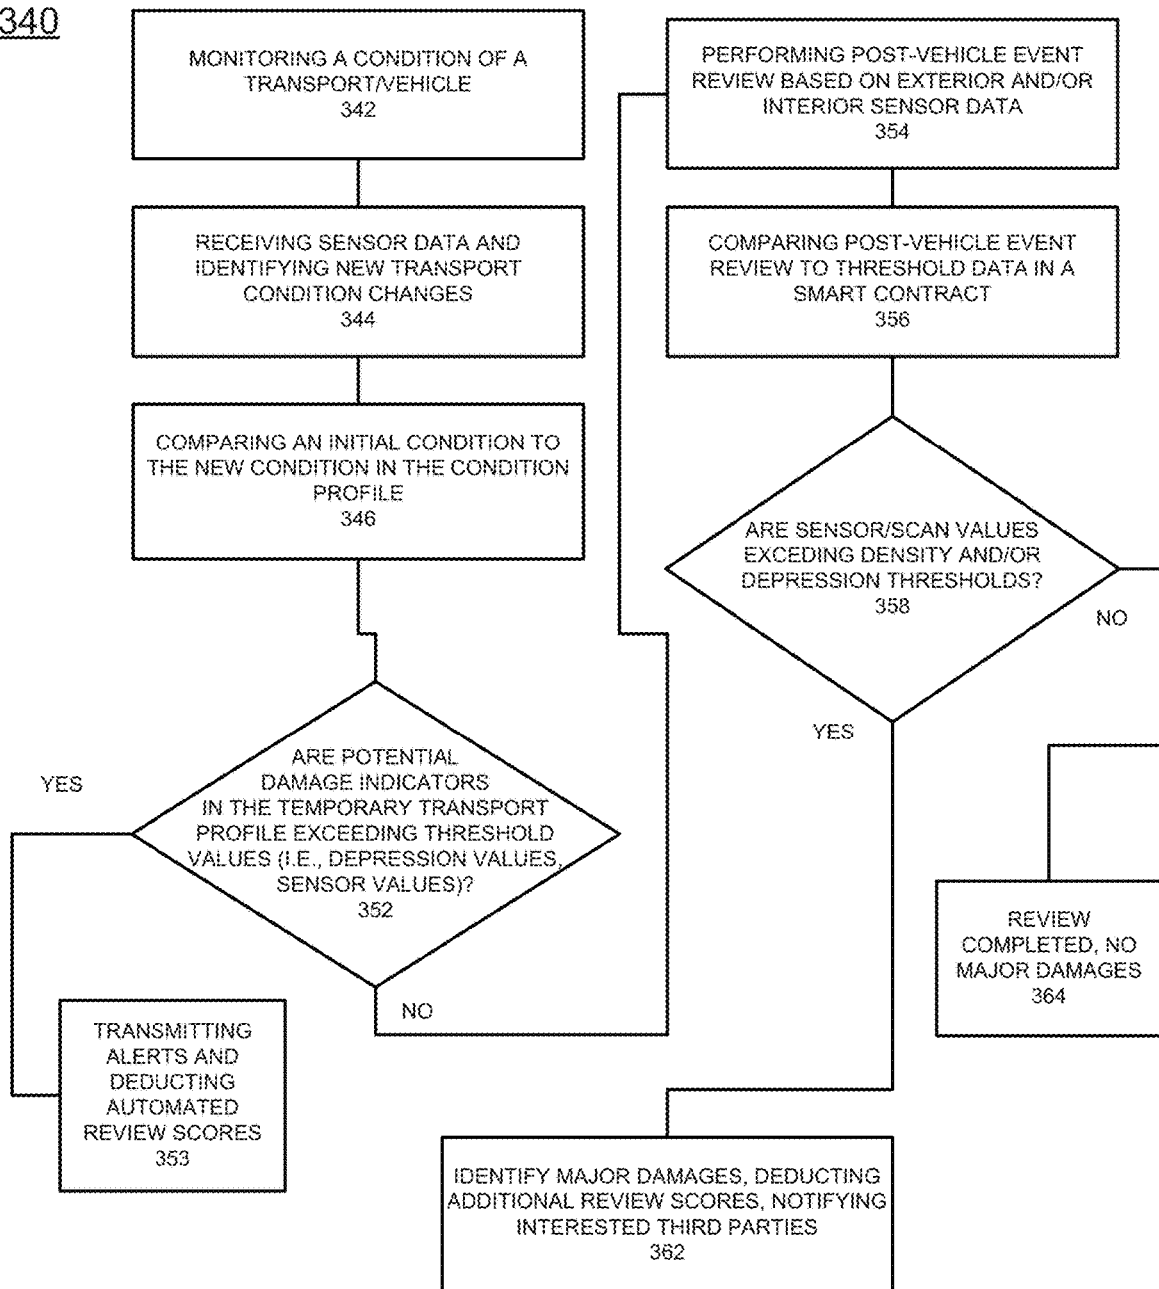 340
MONITORING A CONDITION OF A
TRANSPORT/VEHICLE
342
RECEIVING SENSOR DATA AND
IDENTIFYING NEW TRANSPORT
CONDITION CHANGES
344
COMPARING AN INITIAL CONDITION TO
THE NEW CONDITION IN THE CONDITION
PROFILE
346
YES
ARE POTENTIAL
DAMAGE INDICATORS
IN THE TEMPORARY TRANSPORT
PROFILE EXCEEDING THRESHOLD
VALUES (I.E., DEPRESSION VALUES,
SENSOR VALUES)?
352
NO
TRANSMITTING
ALERTS AND
DEDUCTING
AUTOMATED
REVIEW SCORES
353
PERFORMING POST-VEHICLE EVENT
REVIEW BASED ON EXTERIOR AND/OR
INTERIOR SENSOR DATA
354
COMPARING POST-VEHICLE EVENT
REVIEW TO THRESHOLD DATA IN A
SMART CONTRACT
356
ARE SENSOR/SCAN VALUES
EXCEDING DENSITY AND/OR
DEPRESSION THRESHOLDS?
358
NO
YES
REVIEW
COMPLETED, NO
MAJOR DAMAGES
364
IDENTIFY MAJOR DAMAGES, DEDUCTING
ADDITIONAL REVIEW SCORES, NOTIFYING
INTERESTED THIRD PARTIES
362